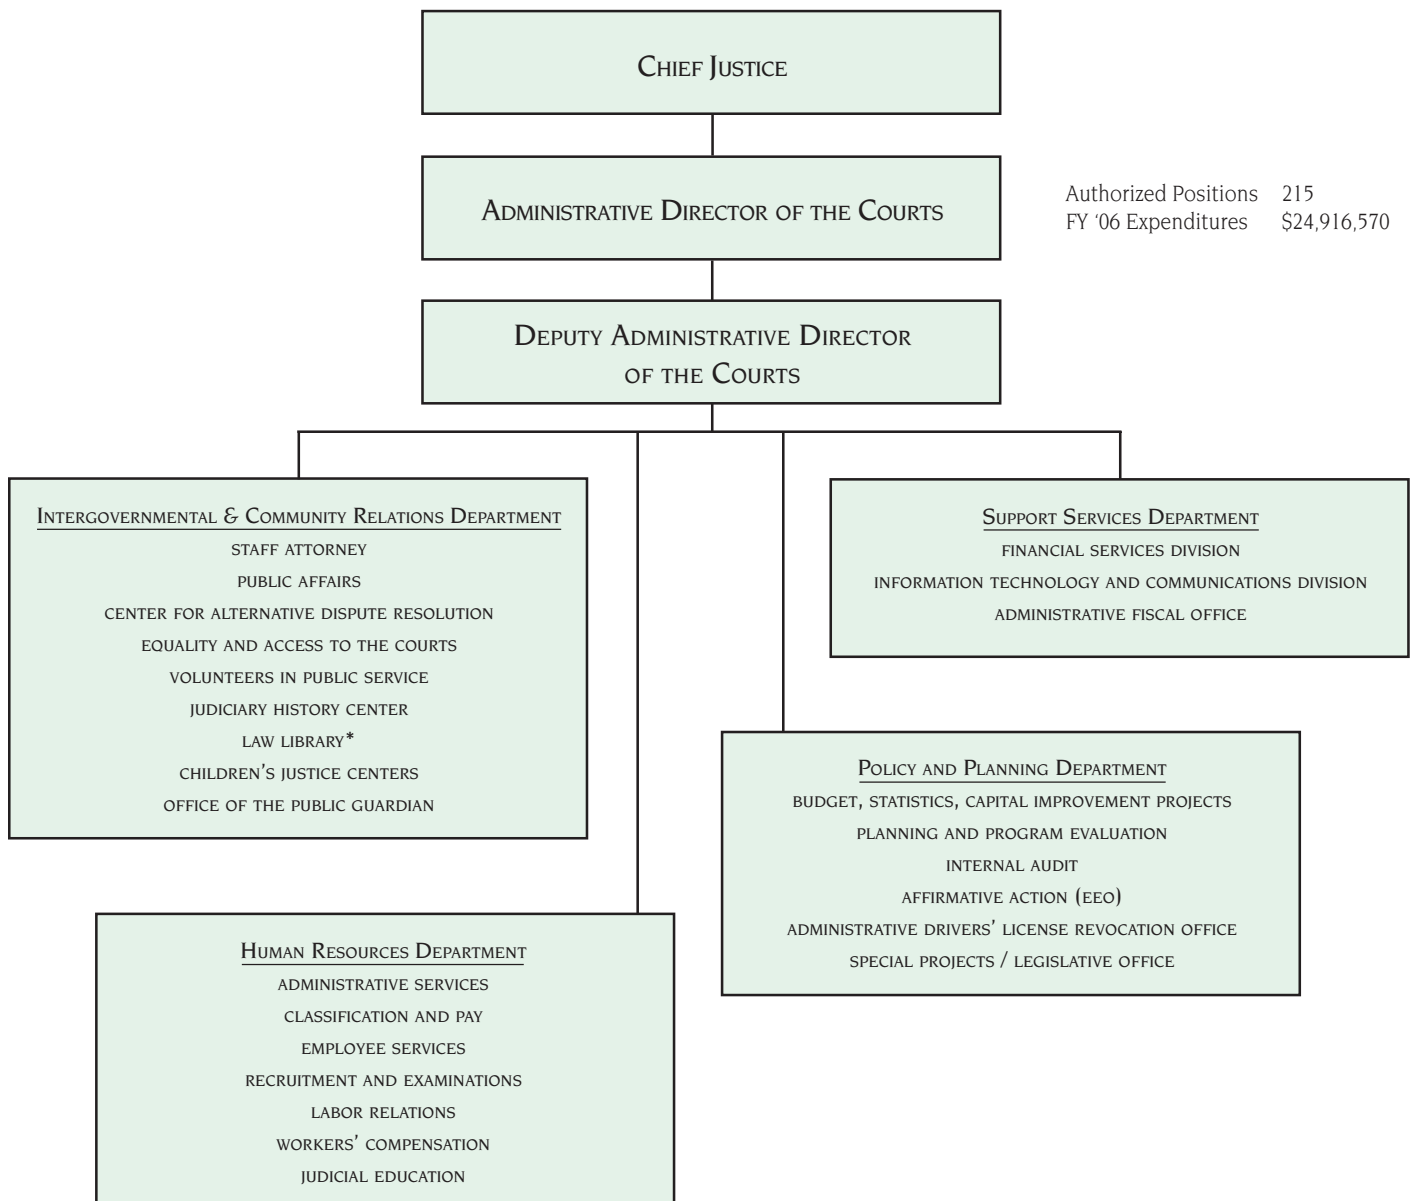 Chief Justice
Administrative Director of the Courts
Authorized Positions 215
FY ‘06 Expenditures $24,916,570
Deputy Administrative Director
of the Courts
Intergovernmental & Community Relations Department
staff attorney
public affairs
center for alternative dispute resolution
equality and access to the courts
volunteers in public service
judiciary history center
law library*
children’s justice centers
office of the public guardian
Support Services Department
financial services division
information technology and communications division
administrative fiscal office
Policy and Planning Department
budget, statistics, capital improvement projects
planning and program evaluation
internal audit
affirmative action (eeo)
administrative drivers’ license revocation office
special projects / legislative office
Human Resources Department
administrative services
classification and pay
employee services
recruitment and examinations
labor relations
workers’ compensation
judicial education